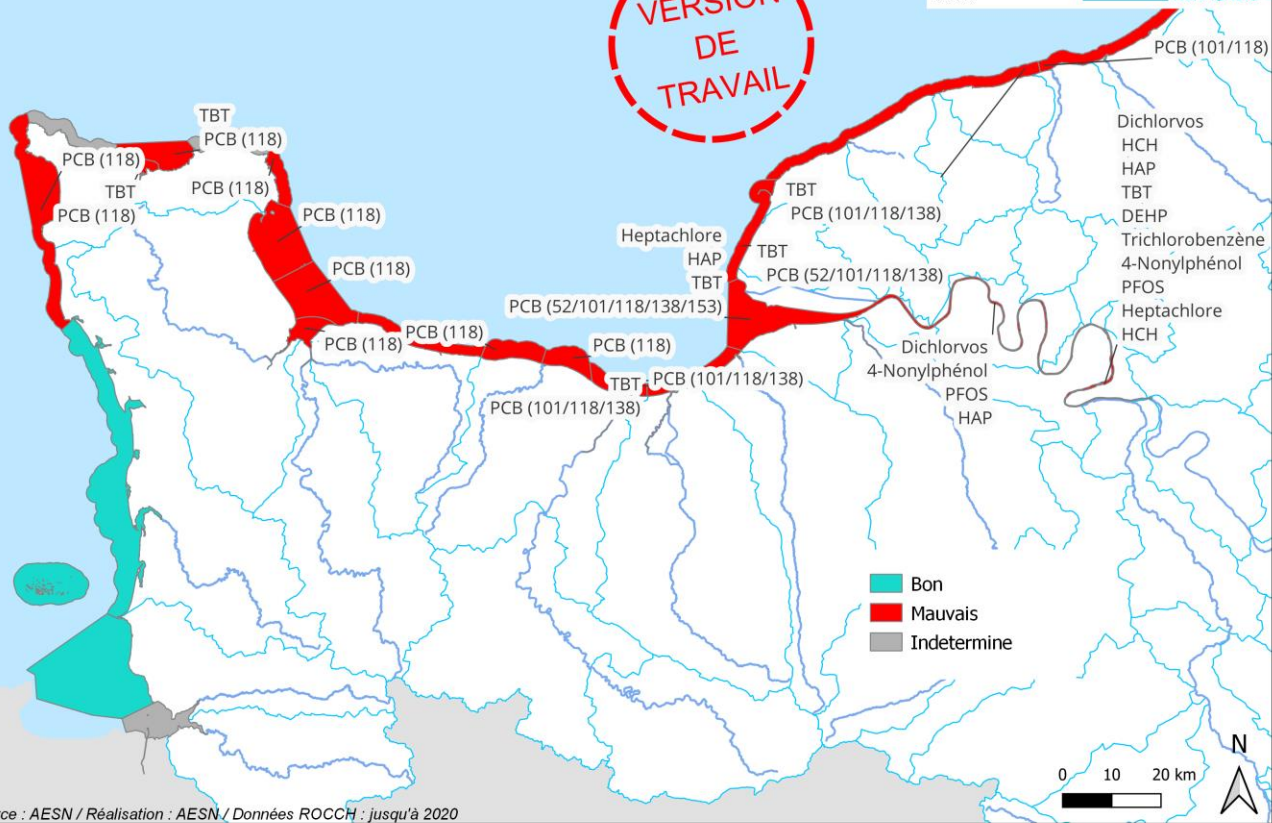 VERSION
DE
TRAVAIL
PCB (101/118)
TBT
PCB (118)
PCB (118)
TBT
PCB (118)
PCB (118)
PCB (118)
PCB (118)
PCB (118)
PCB (118)
PCB (118)
TBT
PCB (101/118/138)
PCB (101/118/138)
Heptachlore
HAP
TBT
PCB (52/101/118/138/153)
TBT
PCB (101/118/138)
TBT
PCB (52/101/118/138)
Dichlorvos
4-Nonylphénol
PFOS
HAP
Dichlorvos
HCH
HAP
TBT
DEHP
Trichlorobenzène
4-Nonylphénol
PFOS
Heptachlore
HCH
Bon
Mauvais
Indetermine
0 10 20 km
N
: AESN / Réalisation : AESN / Données ROCCH : jusqu'à 2020